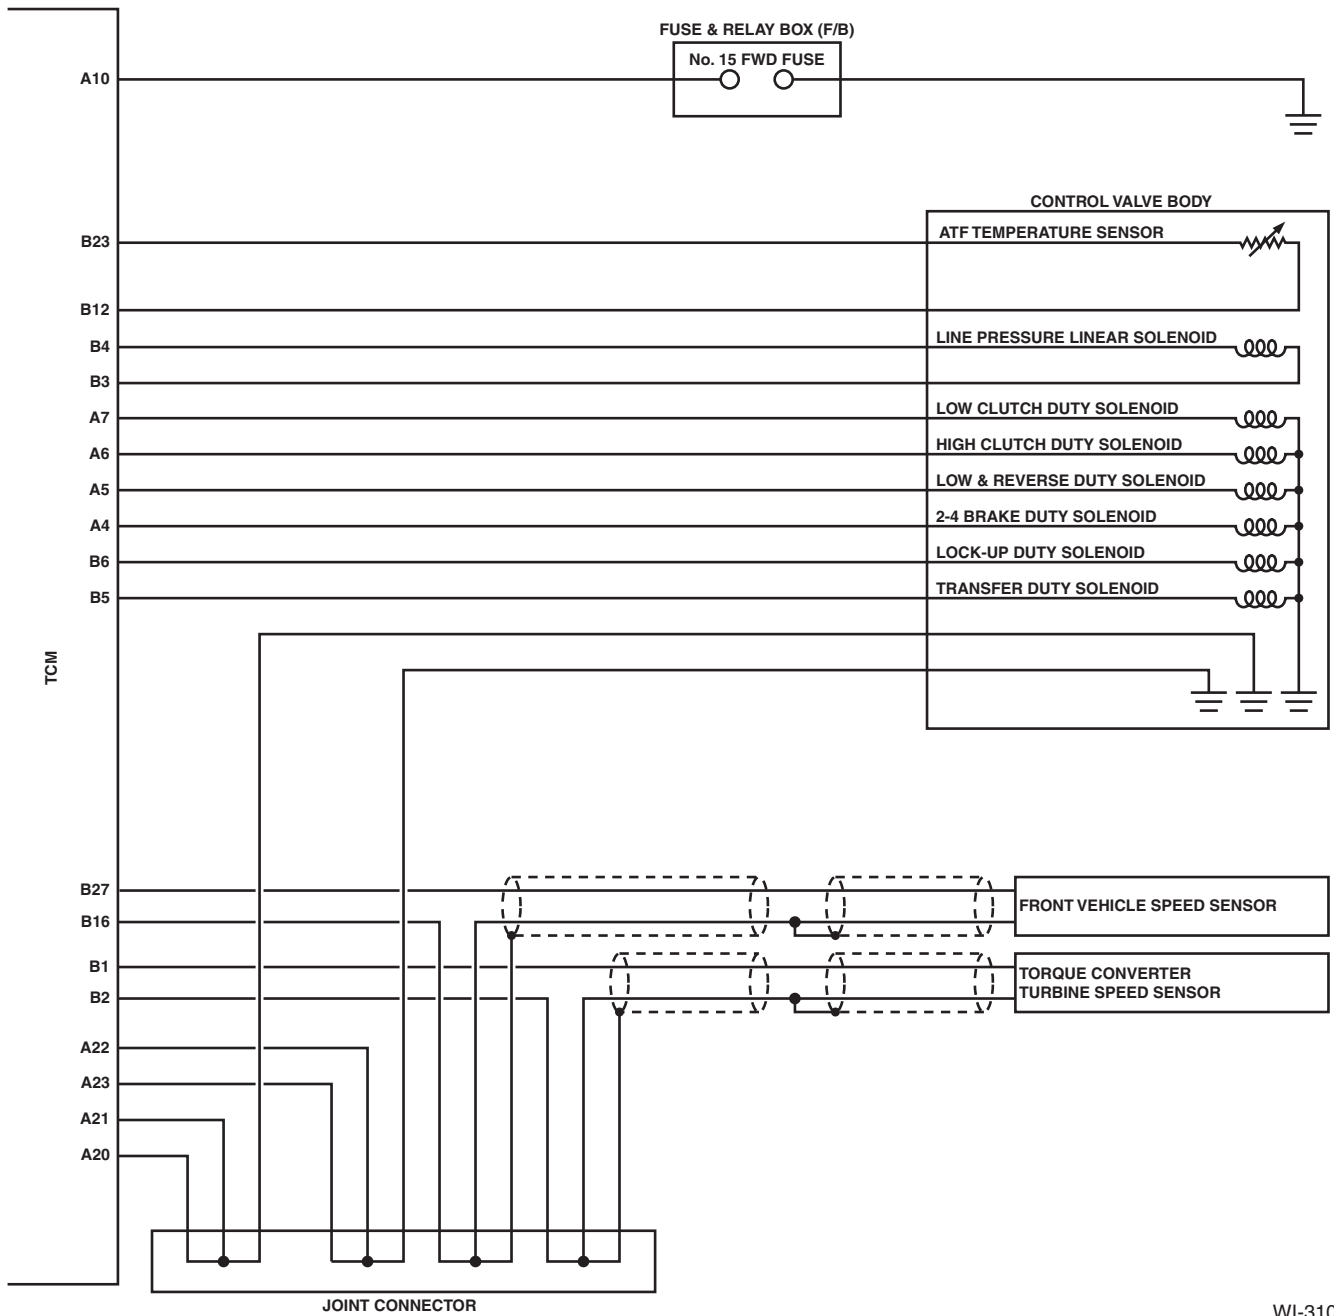 FUSE & RELAY BOX (F/B)
No. 15 FWD FUSE
A10
CONTROL VALVE BODY
B23
ATF TEMPERATURE SENSOR
B12
B4
LINE PRESSURE LINEAR SOLENOID
B3
A7
LOW CLUTCH DUTY SOLENOID
A6
HIGH CLUTCH DUTY SOLENOID
A5
LOW & REVERSE DUTY SOLENOID
A4
2-4 BRAKE DUTY SOLENOID
B6
LOCK-UP DUTY SOLENOID
B5
TRANSFER DUTY SOLENOID
TCM
B27
B16
FRONT VEHICLE SPEED SENSOR
B1
B2
TORQUE CONVERTER
TURBINE SPEED SENSOR
A22
A23
A21
A20
JOINT CONNECTOR
WI-310